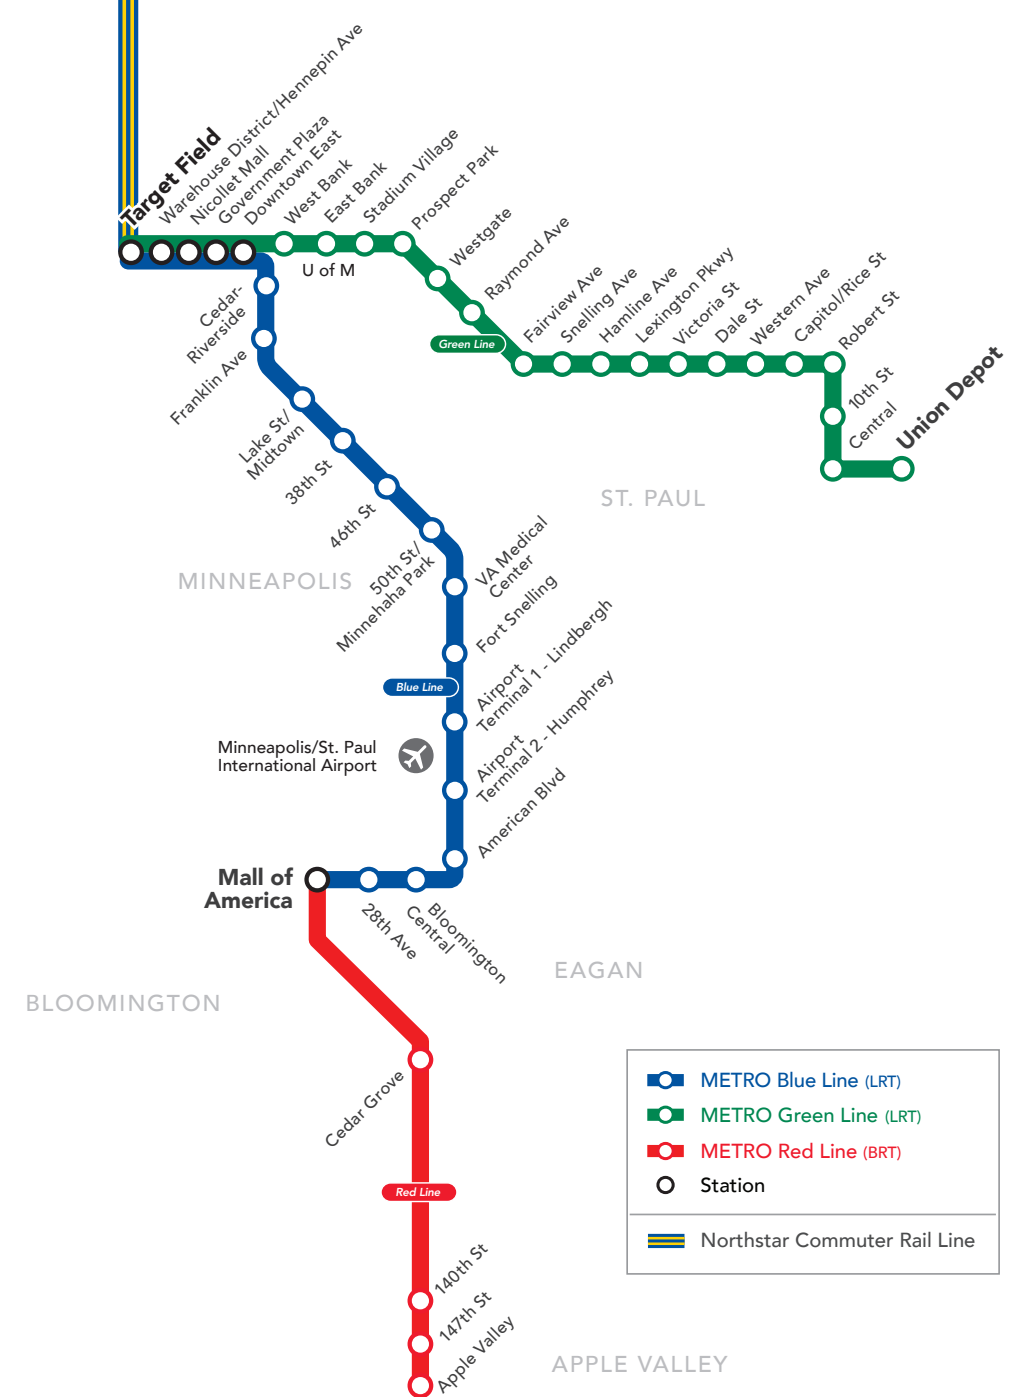 Target Field
Warehouse District/Hennepin Ave
Nicollet Mall
Government Plaza
Downtown East
West Bank
East Bank
Stadium Village
Prospect Park
U of M
Westgate
Raymond Ave
Green Line
Fairview Ave
Snelling Ave
Hamline Ave
Lexington Pkwy
Victoria St
Dale St
Western Ave
Capitol/Rice St
Robert St
10th St
Central
Union Depot
ST. PAUL
Cedar-
Riverside
Franklin Ave
Lake St/
Midtown
38th St
46th St
50th St/
Minnehaha Park
MINNEAPOLIS
VA Medical
Center
Fort Snelling
Blue Line
Airport
Terminal 1 - Lindbergh
Minneapolis/St. Paul
International Airport
Airport
Terminal 2 - Humphrey
American Blvd
Mall of
America
28th Ave
Bloomington
Central
EAGAN
BLOOMINGTON
Cedar Grove
Red Line
140th St
147th St
Apple Valley
APPLE VALLEY
METRO Blue Line (LRT)
METRO Green Line (LRT)
METRO Red Line (BRT)
Station
Northstar Commuter Rail Line